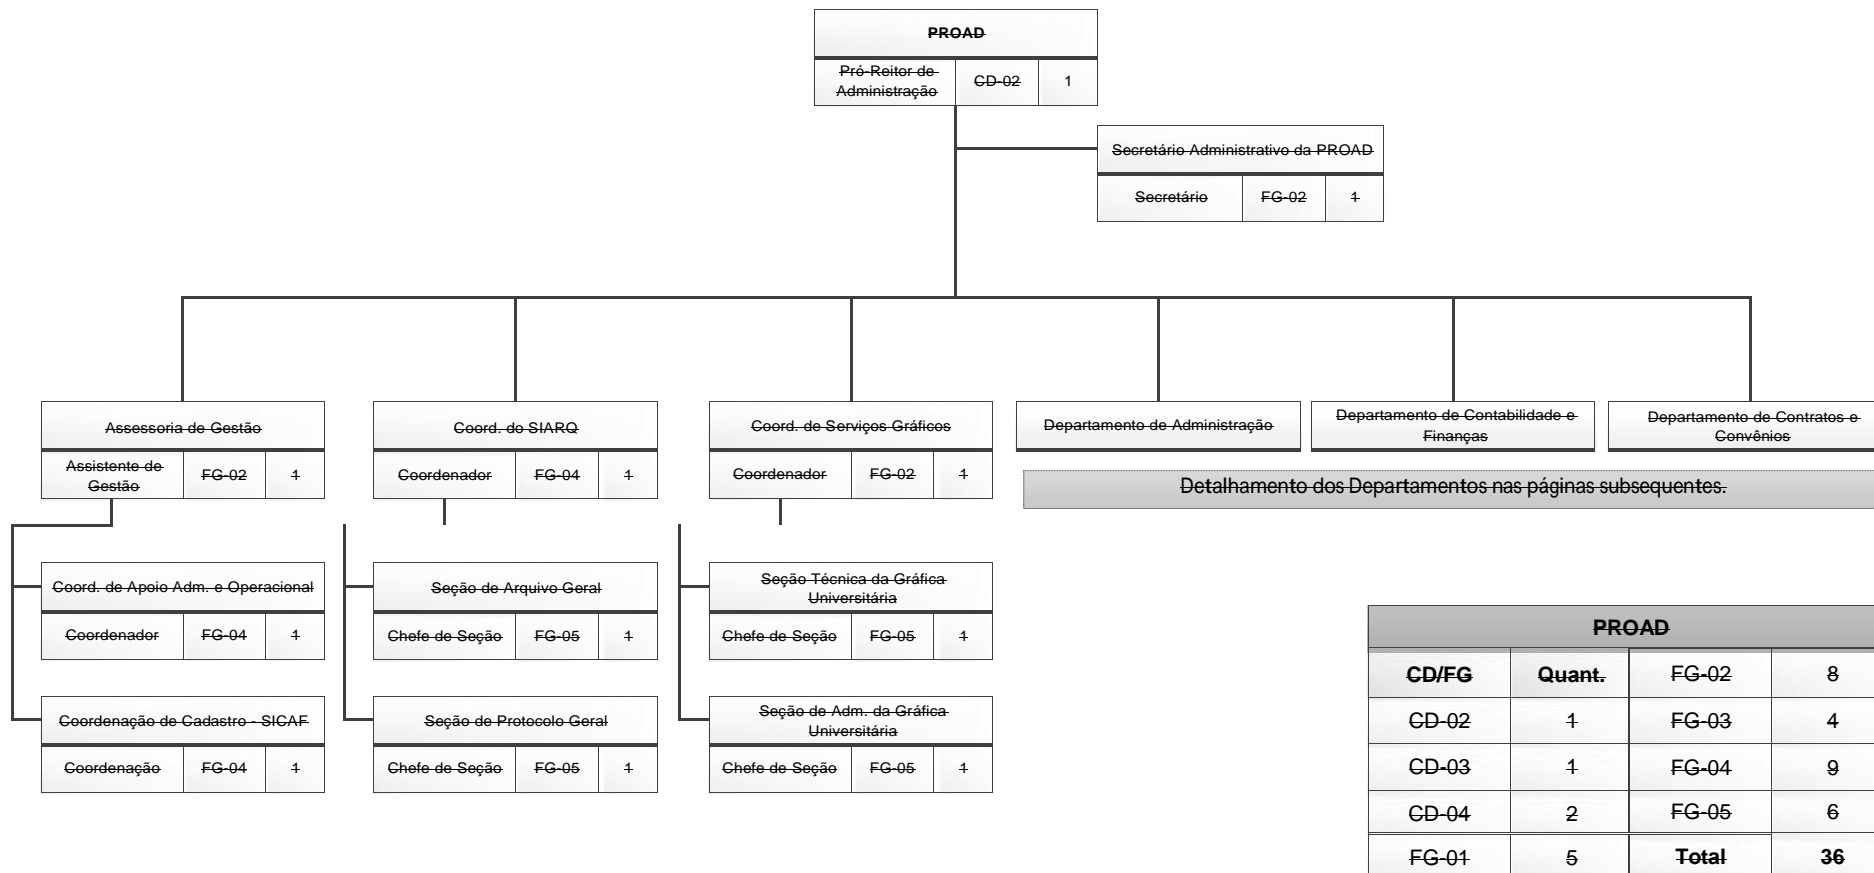 PROAD
Pró-Reitor de
Administração
CD-02
1
Secretário Administrativo da PROAD
Secretário
FG-02
1
Assessoria de Gestão
Assistente de
Gestão
FG-02
1
Coord. do SIARQ
Coordenador
FG-04
1
Coord. de Serviços Gráficos
Coordenador
FG-02
1
Departamento de Administração
Departamento de Contabilidade e
Finanças
Departamento de Contratos e
Convênios
Detalhamento dos Departamentos nas páginas subsequentes.
Coord. de Apoio Adm. e Operacional
Coordenador
FG-04
1
Seção de Arquivo Geral
Chefe de Seção
FG-05
1
Seção Técnica da Gráfica
Universitária
Chefe de Seção
FG-05
1
Coordenação de Cadastro - SICAF
Coordenação
FG-04
1
Seção de Protocolo Geral
Chefe de Seção
FG-05
1
Seção de Adm. da Gráfica
Universitária
Chefe de Seção
FG-05
1
PROAD
CD/FG Quant. FG-02 8
CD-02 1 FG-03 4
CD-03 1 FG-04 9
CD-04 2 FG-05 6
FG-01 5 Total 36